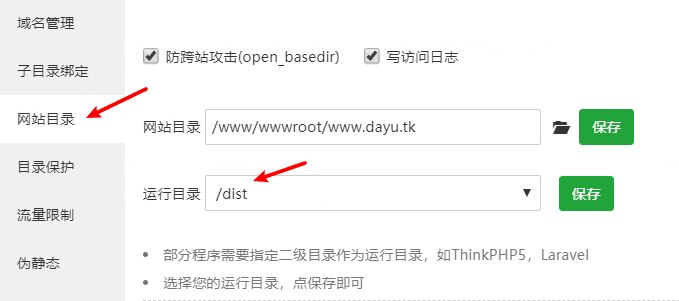 域名管理
子目录绑定
网站目录
目录保护
流量限制
伪静态
防跨站攻击(open_basedir) 写访问日志
网站目录 /www/wwwroot/www.dayu.tk 保存
运行目录 /dist 保存
部分程序需要指定二级目录作为运行目录，如ThinkPHP5，Laravel
选择您的运行目录，点保存即可